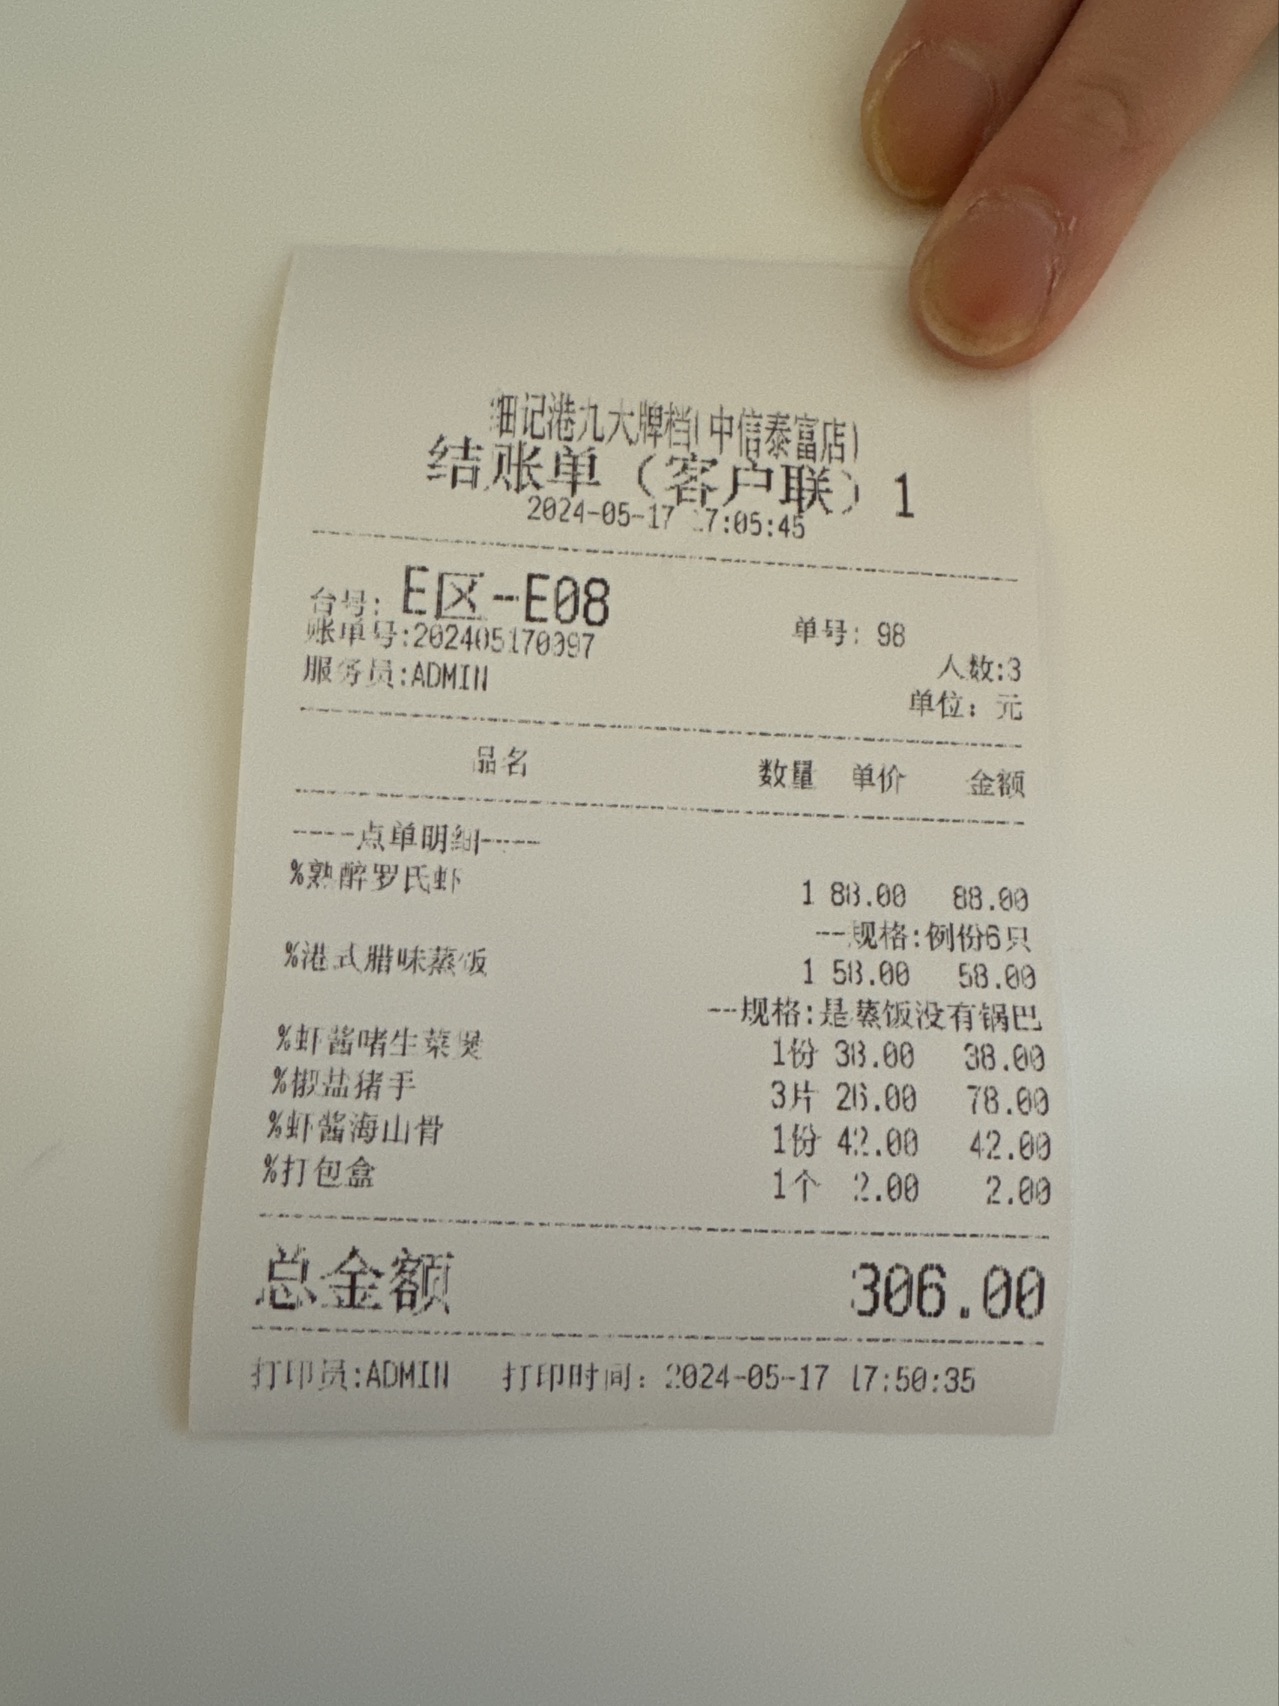 细记港九大牌档(中信泰富店)
结账单（客户联）1
2024-05-17 17:05:45
台号: E区-E08 单号: 98
账单号:202405170097 人数:3
服务员:ADMIN 单位: 元
品名 数量 单价 金额
----点单明细----
%熟醉罗氏虾 1 88.00 88.00
--规格:例份6只
%港式腊味蒸饭 1 58.00 58.00
--规格:是蒸饭没有锅巴
%虾酱啫生菜煲 1份 38.00 38.00
%椒盐猪手 3片 26.00 78.00
%虾酱海山骨 1份 42.00 42.00
%打包盒 1个 2.00 2.00
总金额 306.00
打印员:ADMIN 打印时间: 2024-05-17 17:50:35